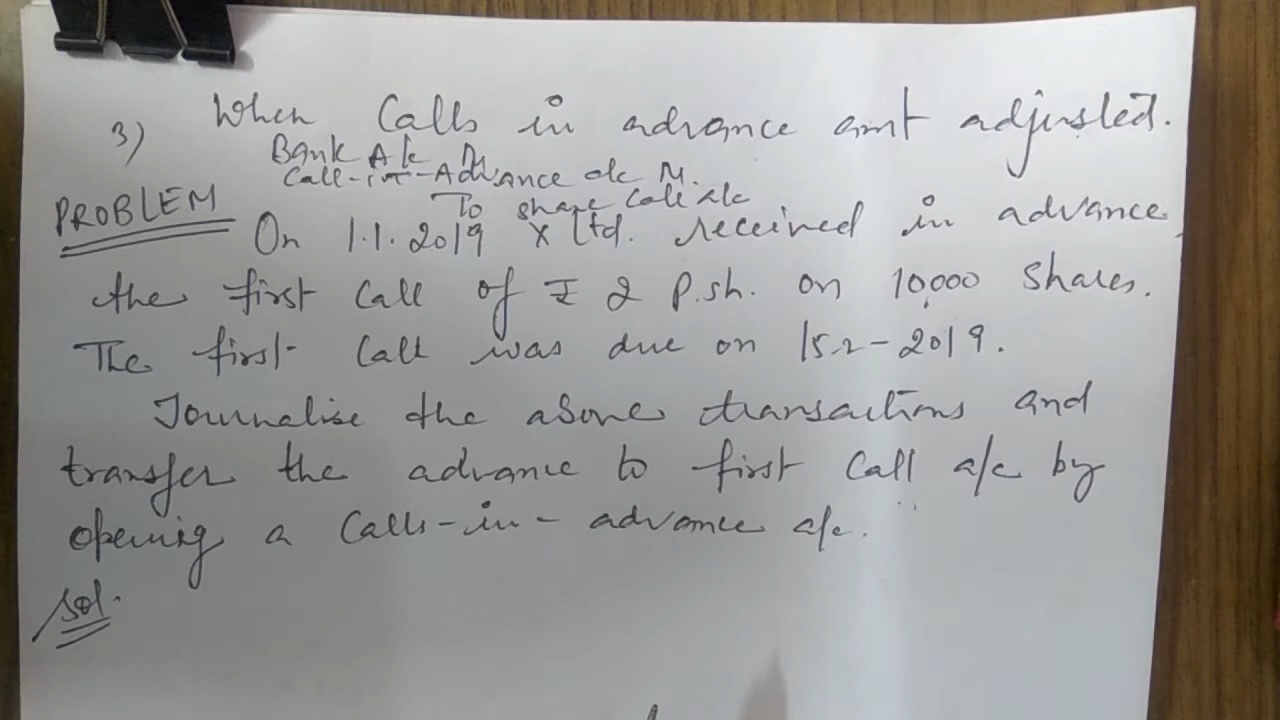 3) When Calls in advance amt adjusted.
Bank A/c Dr
Call-in-Advance a/c Dr.
To share Call a/c
PROBLEM
On 1.1.2019 X Ltd. received in advance
the first Call of ₹ 2 P.sh. on 10,000 Shares.
The first Call was due on 15.2-2019.
Journalise the above transactions and
transfer the advance to first Call a/c by
opening a Calls-in-advance a/c.
Sol.